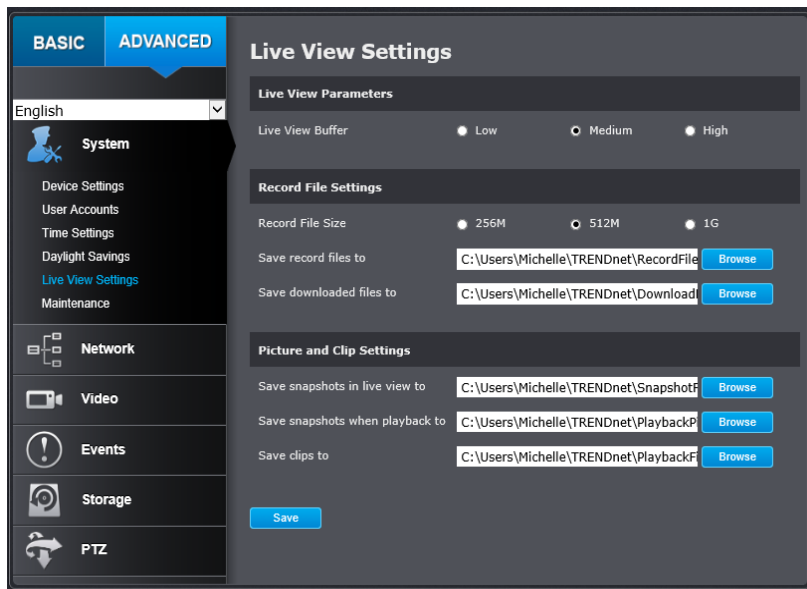 BASIC ADVANCED
English
System
Device Settings
User Accounts
Time Settings
Daylight Savings
Live View Settings
Maintenance
Network
Video
Events
Storage
PTZ
Live View Settings
Live View Parameters
Live View Buffer Low Medium High
Record File Settings
Record File Size 256M 512M 1G
Save record files to C:\Users\Michelle\TRENDnet\RecordFile Browse
Save downloaded files to C:\Users\Michelle\TRENDnet\Download Browse
Picture and Clip Settings
Save snapshots in live view to C:\Users\Michelle\TRENDnet\Snapshot Browse
Save snapshots when playback to C:\Users\Michelle\TRENDnet\PlaybackP Browse
Save clips to C:\Users\Michelle\TRENDnet\PlaybackFi Browse
Save